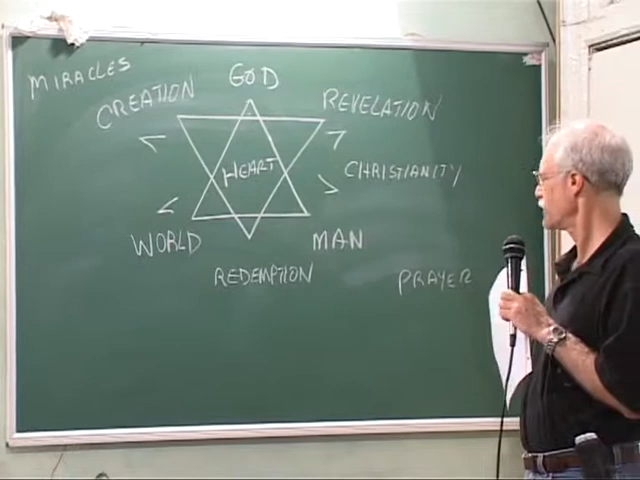 MIRACLES
GOD
CREATION
REVELATION
HEART
CHRISTIANITY
WORLD
MAN
REDEMPTION
PRAYER